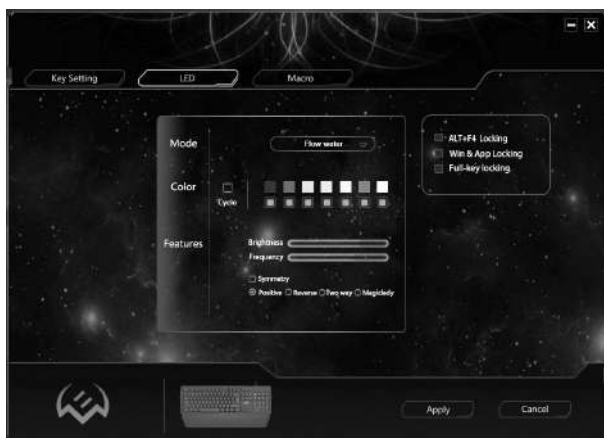 Key Setting
LED
Macro
Mode
Flow water
Color
Cycle
Features
Brightness
Frequency
Symmetry
Positive Reverse Two way Magiclady
ALT+F4 Locking
Win & App Locking
Full-key locking
Apply
Cancel